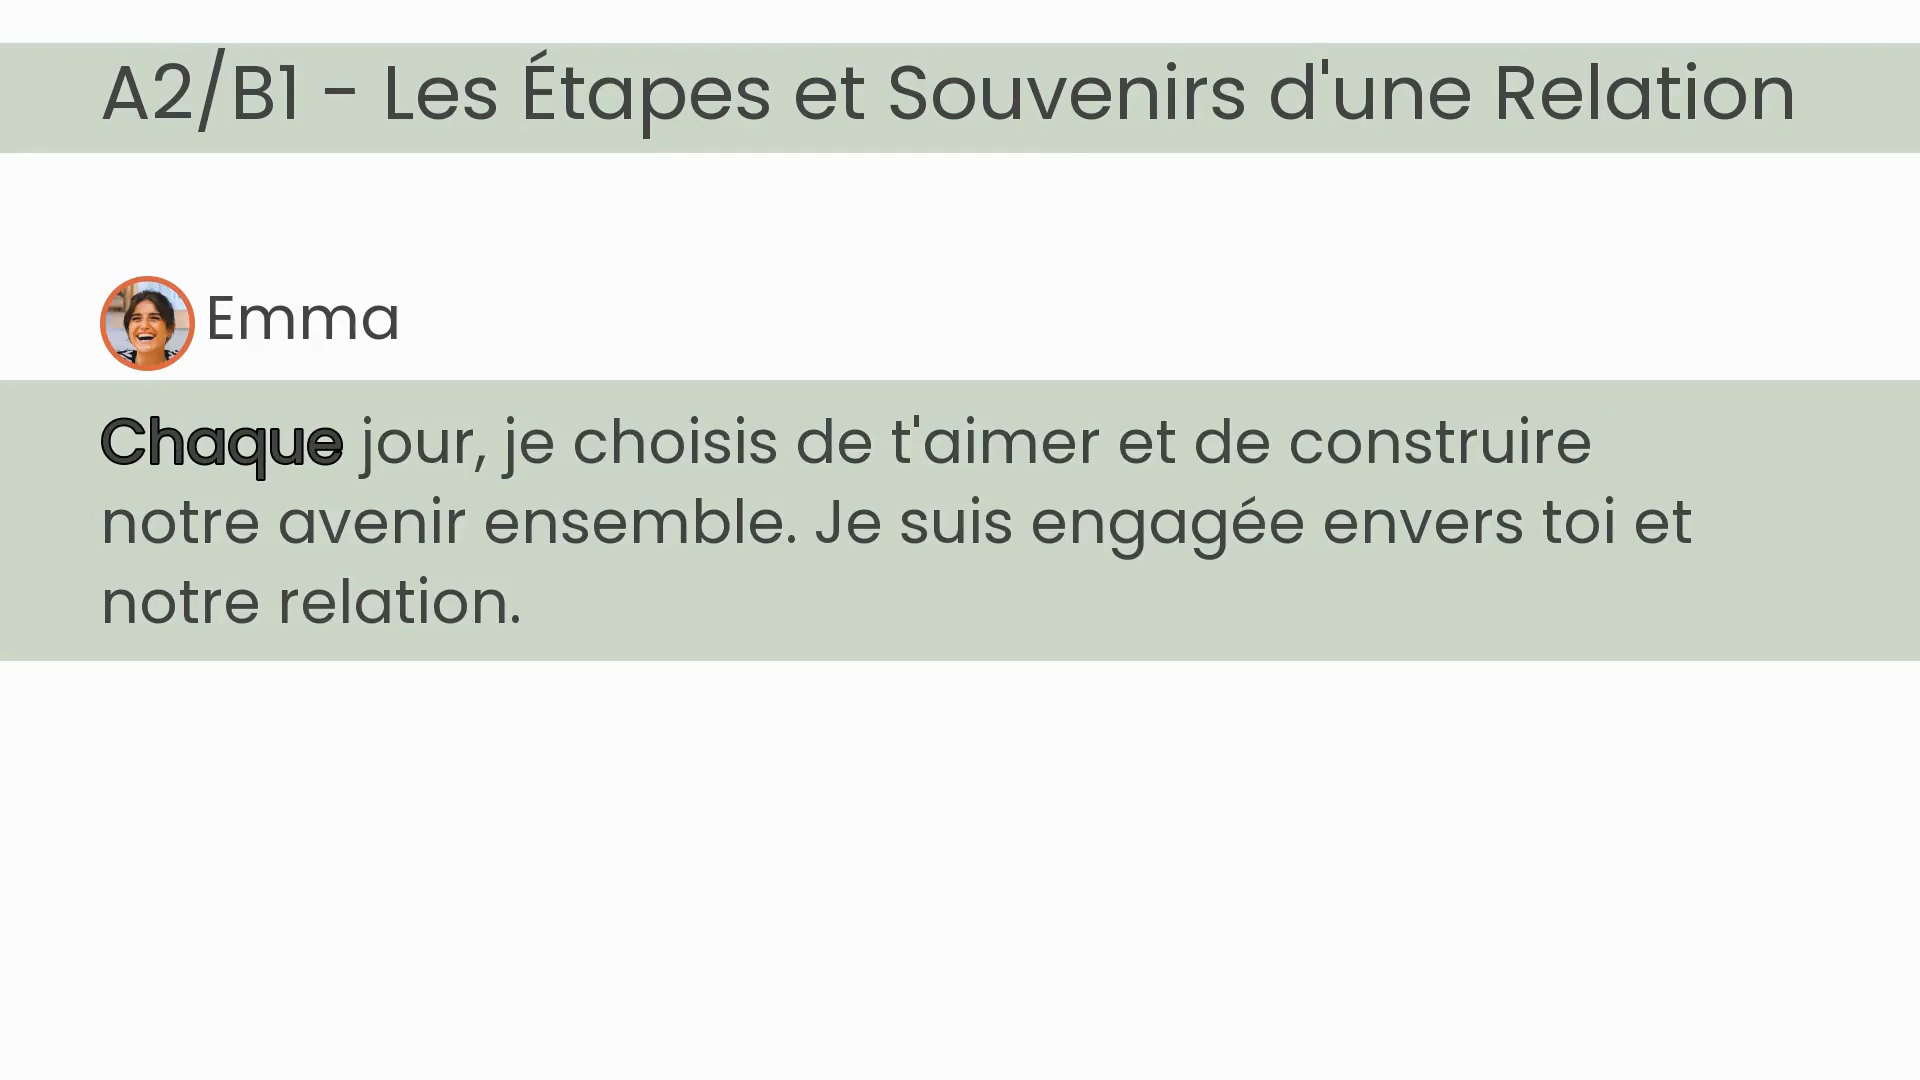 A2/B1 - Les Étapes et Souvenirs d'une Relation
Emma
Chaque jour, je choisis de t'aimer et de construire
notre avenir ensemble. Je suis engagée envers toi et
notre relation.